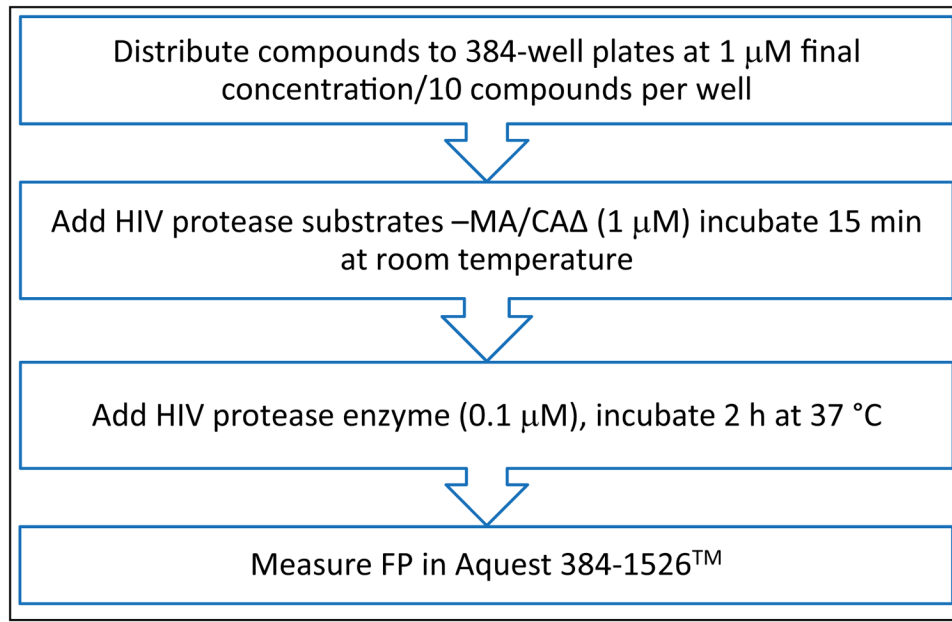 Distribute compounds to 384-well plates at 1 μM final
concentration/10 compounds per well
Add HIV protease substrates –MA/CAΔ (1 μM) incubate 15 min
at room temperature
Add HIV protease enzyme (0.1 μM), incubate 2 h at 37 °C
Measure FP in Aquest 384-1526™